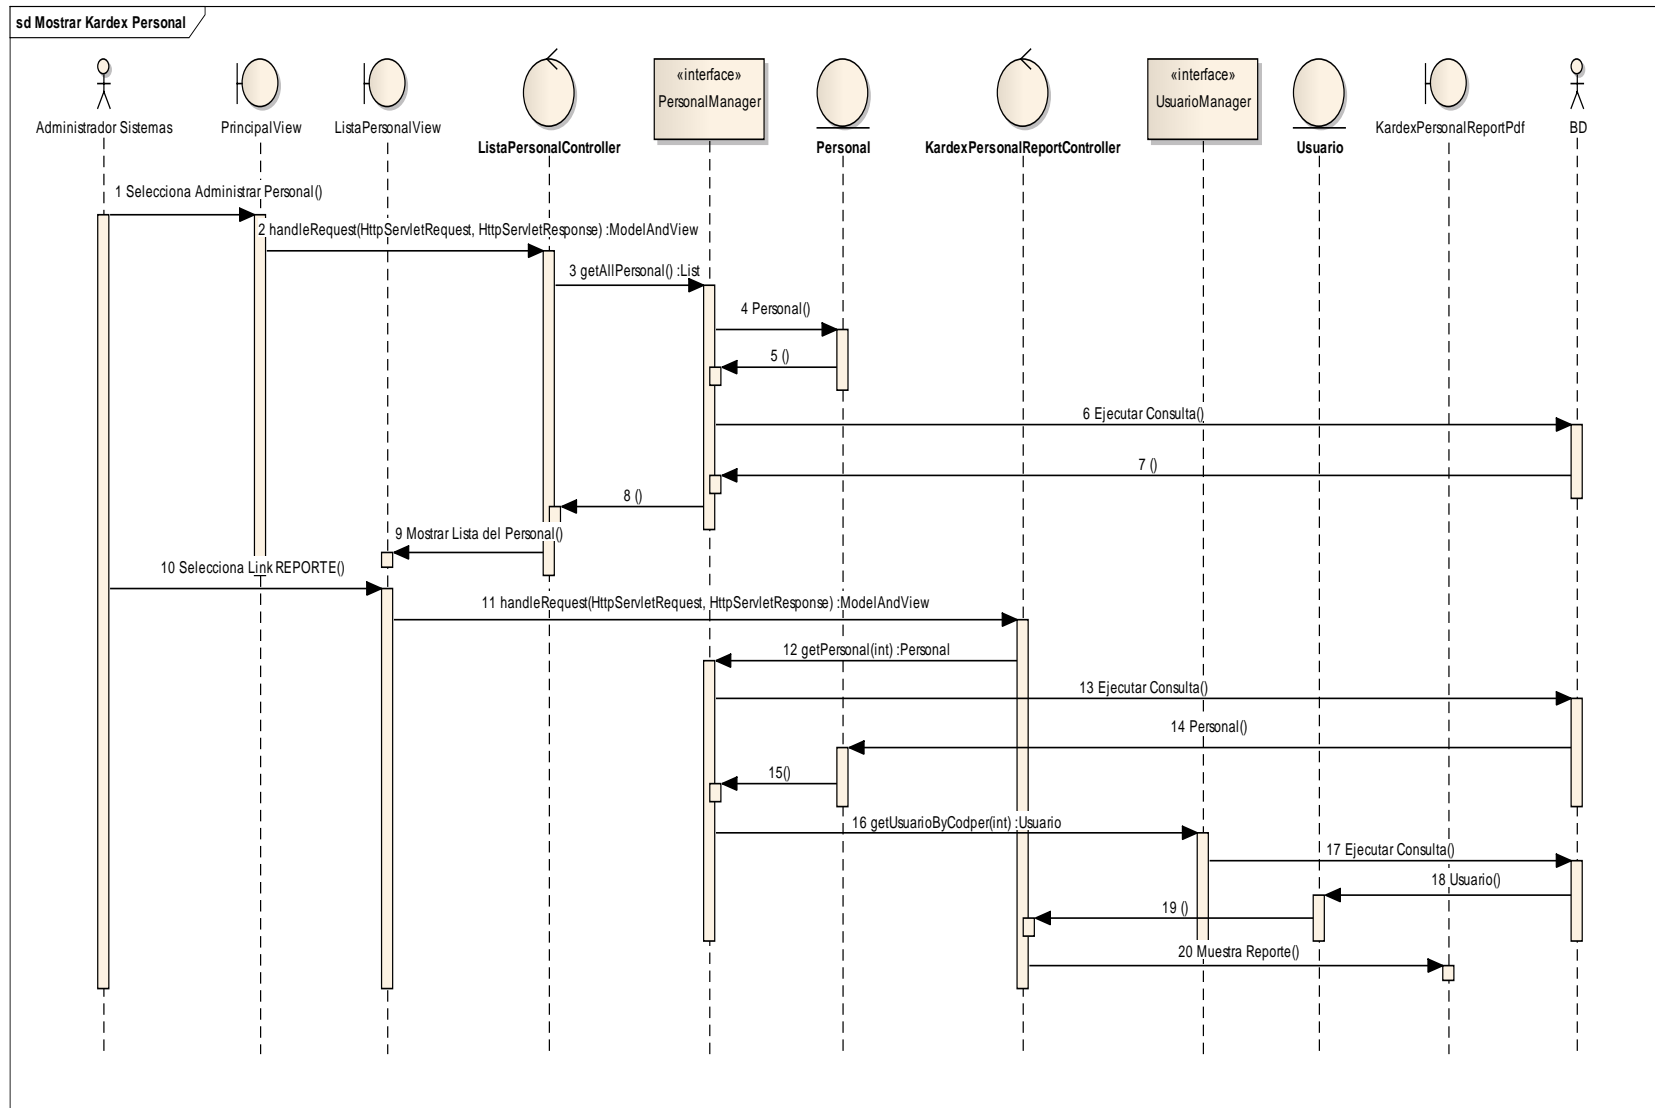 sd Mostrar Kardex Personal
Administrador Sistemas
PrincipalView
ListaPersonalView
ListaPersonalController
«interface»
PersonalManager
Personal
KardexPersonalReportController
«interface»
UsuarioManager
Usuario
KardexPersonalReportPdf
BD
1 Selecciona Administrar Personal()
2 handleRequest(HttpServletRequest, HttpServletResponse) :ModelAndView
3 getAllPersonal() :List
4 Personal()
5 ()
6 Ejecutar Consulta()
7 ()
8 ()
9 Mostrar Lista del Personal()
10 Selecciona Link REPORTE()
11 handleRequest(HttpServletRequest, HttpServletResponse) :ModelAndView
12 getPersonal(int) :Personal
13 Ejecutar Consulta()
14 Personal()
15()
16 getUsuarioByCodper(int) :Usuario
17 Ejecutar Consulta()
18 Usuario()
19 ()
20 Muestra Reporte()